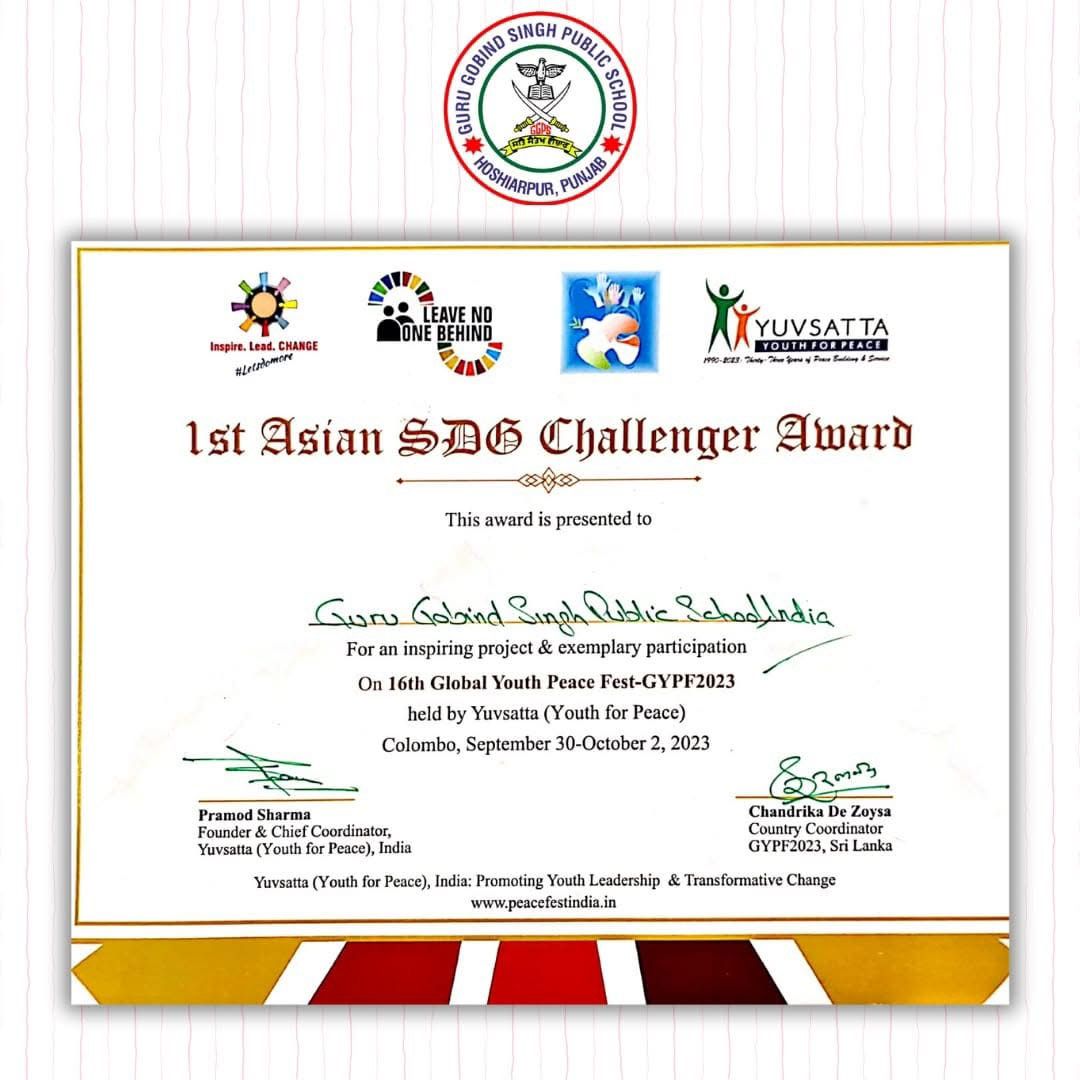 GURU GOBIND SINGH PUBLIC SCHOOL
GGPS
HOSHIARPUR, PUNJAB
Inspire. Lead. CHANGE
#Letsdomore
LEAVE NO
ONE BEHIND
YUVSATTA
YOUTH FOR PEACE
1990-2023: Thirty-Three Years of Peace Building & Service
1st Asian SDG Challenger Award
This award is presented to
Guru Gobind Singh Public School, India
For an inspiring project & exemplary participation
On 16th Global Youth Peace Fest-GYPF2023
held by Yuvsatta (Youth for Peace)
Colombo, September 30-October 2, 2023
Pramod Sharma
Founder & Chief Coordinator,
Yuvsatta (Youth for Peace), India
Chandrika De Zoysa
Country Coordinator
GYPF2023, Sri Lanka
Yuvsatta (Youth for Peace), India: Promoting Youth Leadership & Transformative Change
www.peacefestindia.in